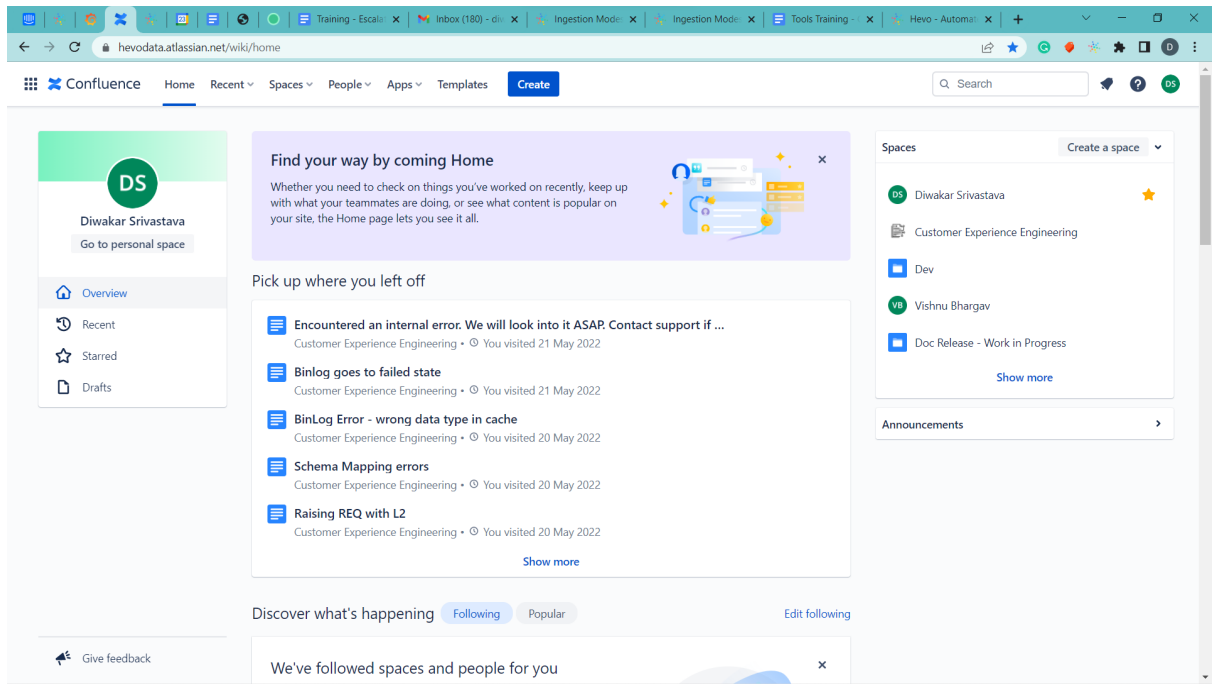 Training - Escalat
Inbox (180) - div
Ingestion Modes
Ingestion Modes
Tools Training -
Hevo - Automat
hevodata.atlassian.net/wiki/home
Confluence
Home
Recent
Spaces
People
Apps
Templates
Create
Search
DS
DS
Diwakar Srivastava
Go to personal space
Overview
Recent
Starred
Drafts
Give feedback
Find your way by coming Home
Whether you need to check on things you've worked on recently, keep up
with what your teammates are doing, or see what content is popular on
your site, the Home page lets you see it all.
Pick up where you left off
Encountered an internal error. We will look into it ASAP. Contact support if ...
Customer Experience Engineering • You visited 21 May 2022
Binlog goes to failed state
Customer Experience Engineering • You visited 21 May 2022
BinLog Error - wrong data type in cache
Customer Experience Engineering • You visited 20 May 2022
Schema Mapping errors
Customer Experience Engineering • You visited 20 May 2022
Raising REQ with L2
Customer Experience Engineering • You visited 20 May 2022
Show more
Discover what's happening
Following
Popular
Edit following
We've followed spaces and people for you
Spaces
Create a space
DS
Diwakar Srivastava
Customer Experience Engineering
Dev
VB
Vishnu Bhargav
Doc Release - Work in Progress
Show more
Announcements